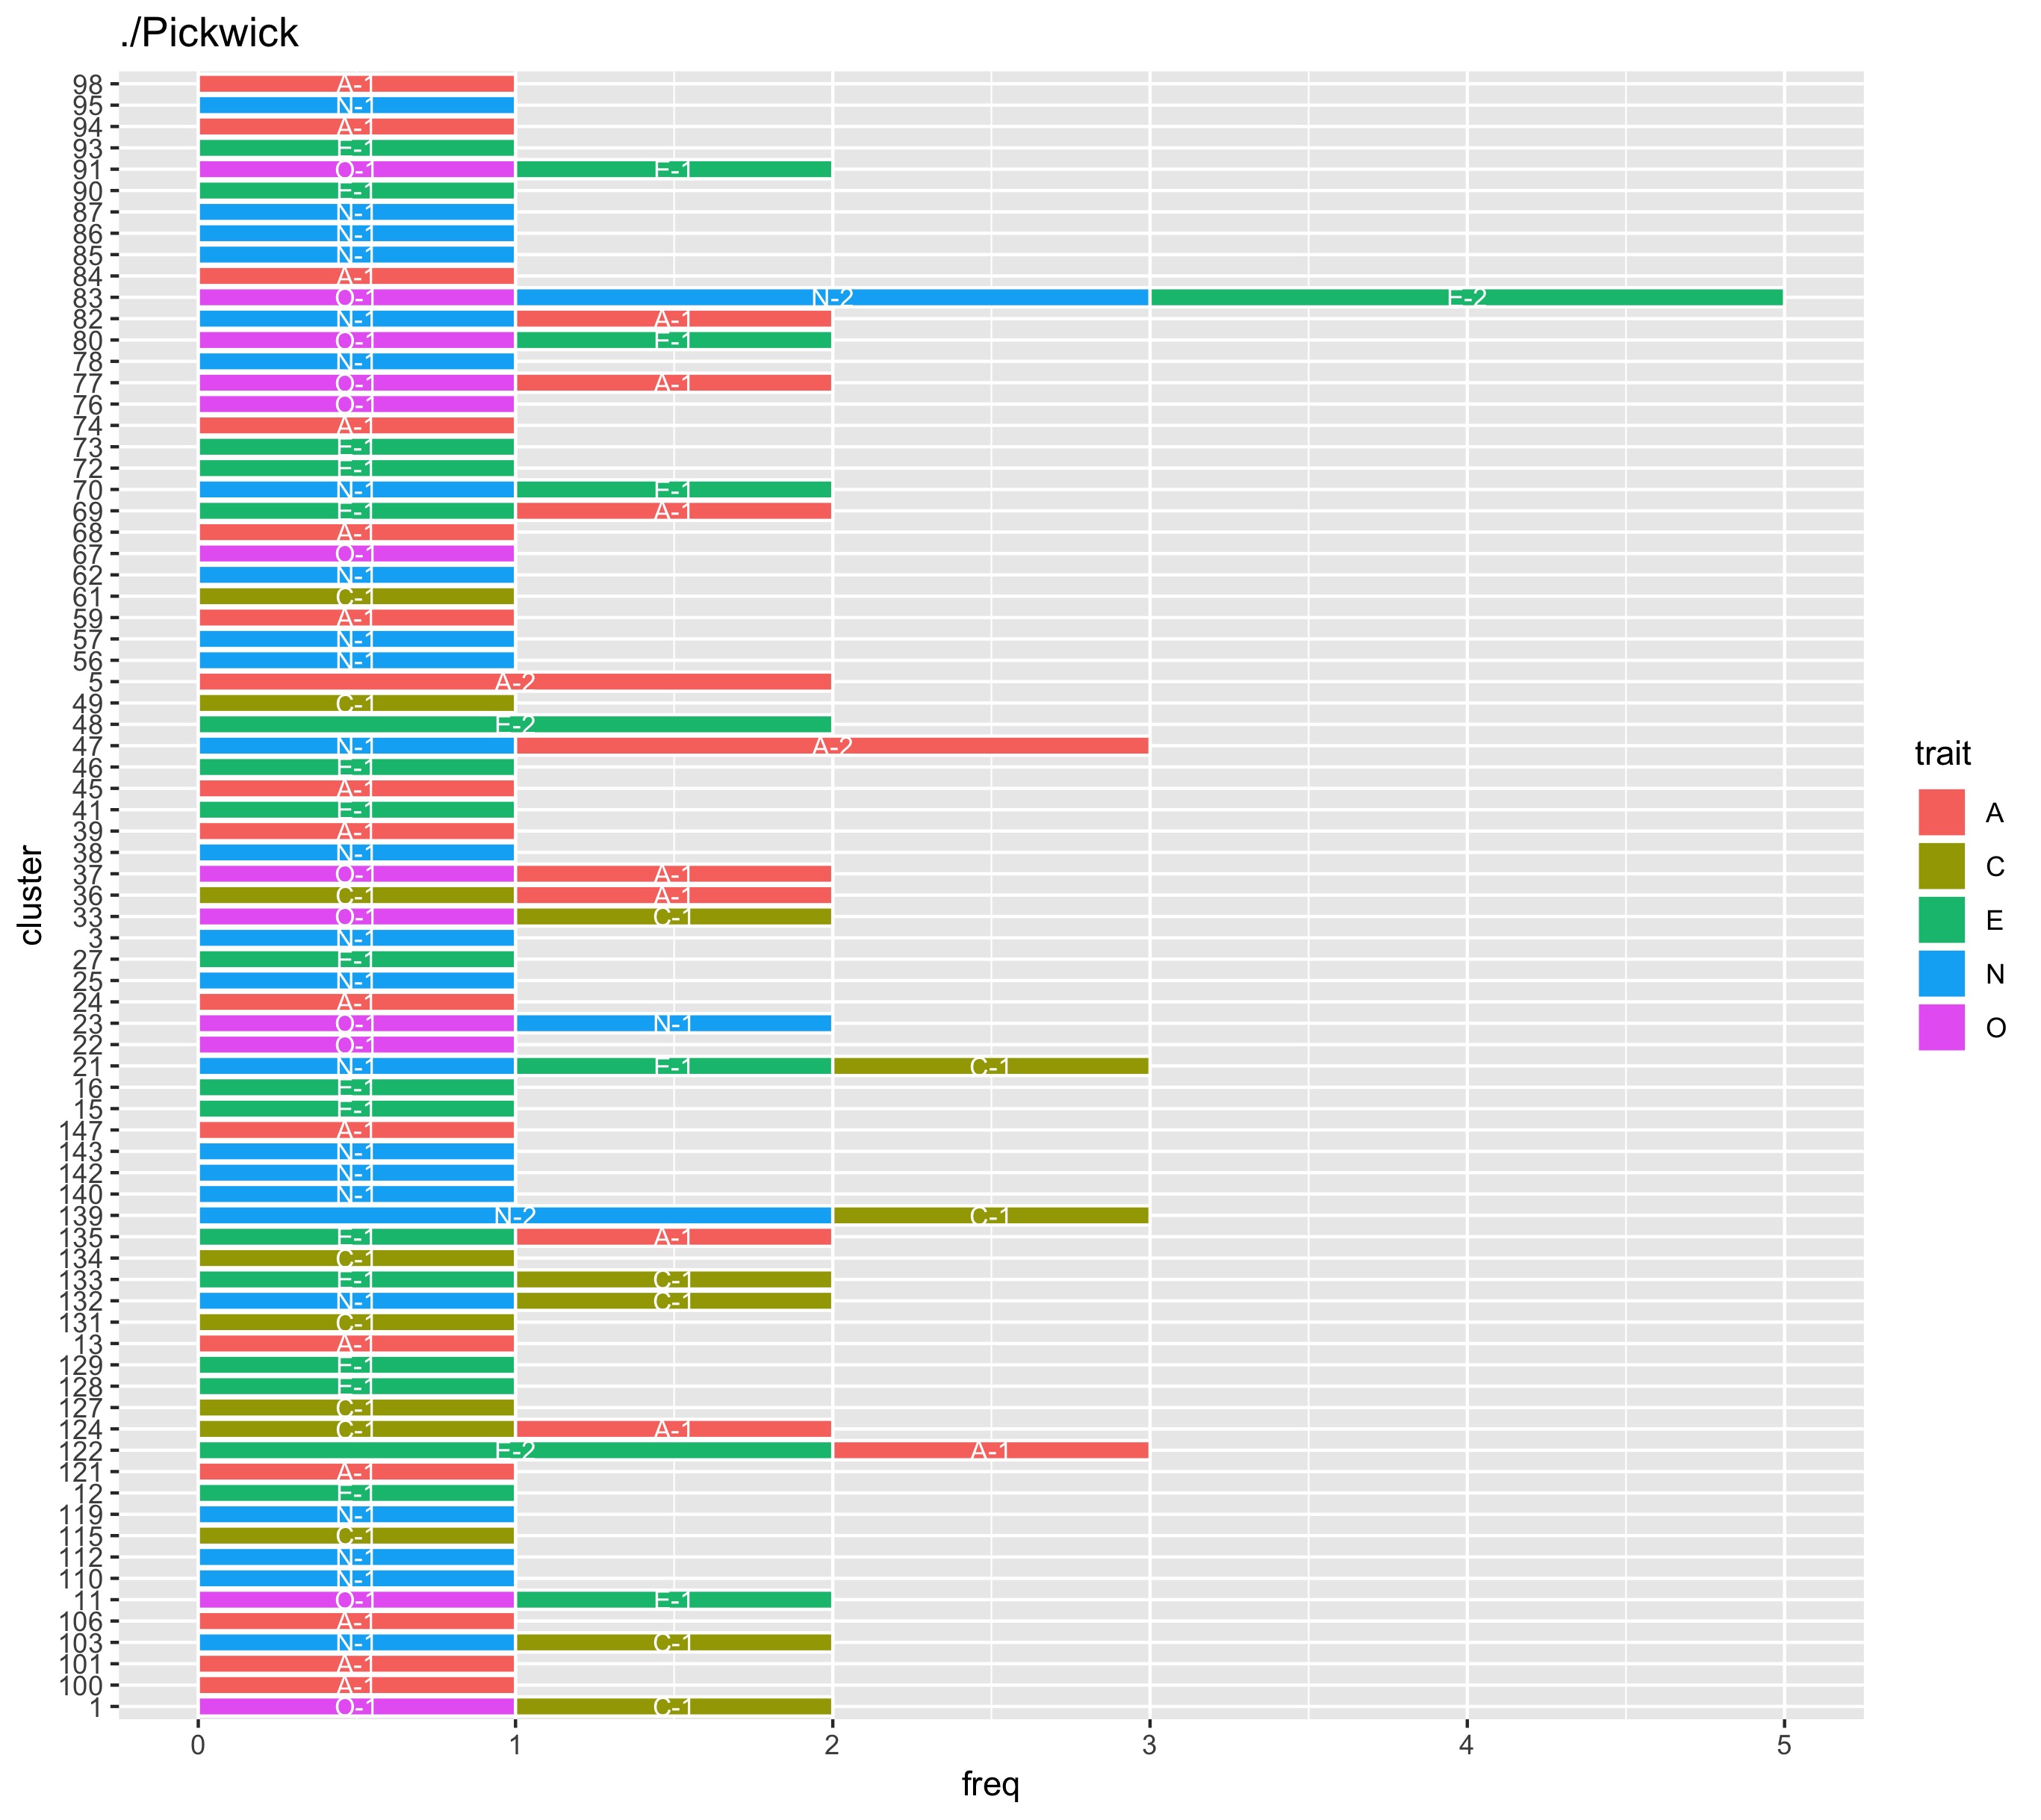 ./Pickwick
98 A-1
95 N-1
94 A-1
93 E-1
91 O-1 E-1
90 E-1
87 N-1
86 N-1
85 N-1
84 A-1
83 O-1 N-2 E-2
82 N-1 A-1
80 O-1 E-1
78 N-1
77 O-1 A-1
76 O-1
74 A-1
73 E-1
72 E-1
70 N-1 E-1
69 E-1 A-1
68 A-1
67 O-1
62 N-1
61 C-1
59 A-1
57 N-1
56 N-1
5 A-2
49 C-1
48 E-2
47 N-1 A-2
46 E-1
45 A-1
41 E-1
39 A-1
38 N-1
37 O-1 A-1
36 C-1 A-1
33 O-1 C-1
3 N-1
27 E-1
25 N-1
24 A-1
23 O-1 N-1
22 O-1
21 N-1 E-1 C-1
16 E-1
15 E-1
147 A-1
143 N-1
142 N-1
140 N-1
139 N-2 C-1
135 E-1 A-1
134 C-1
133 E-1 C-1
132 N-1 C-1
131 C-1
13 A-1
129 E-1
128 E-1
127 C-1
124 C-1 A-1
122 E-2 A-1
121 A-1
12 E-1
119 N-1
115 C-1
112 N-1
110 N-1
11 O-1 E-1
106 A-1
103 N-1 C-1
101 A-1
100 A-1
1 O-1 C-1
0 1 2 3 4 5
freq
cluster
trait
A
C
E
N
O